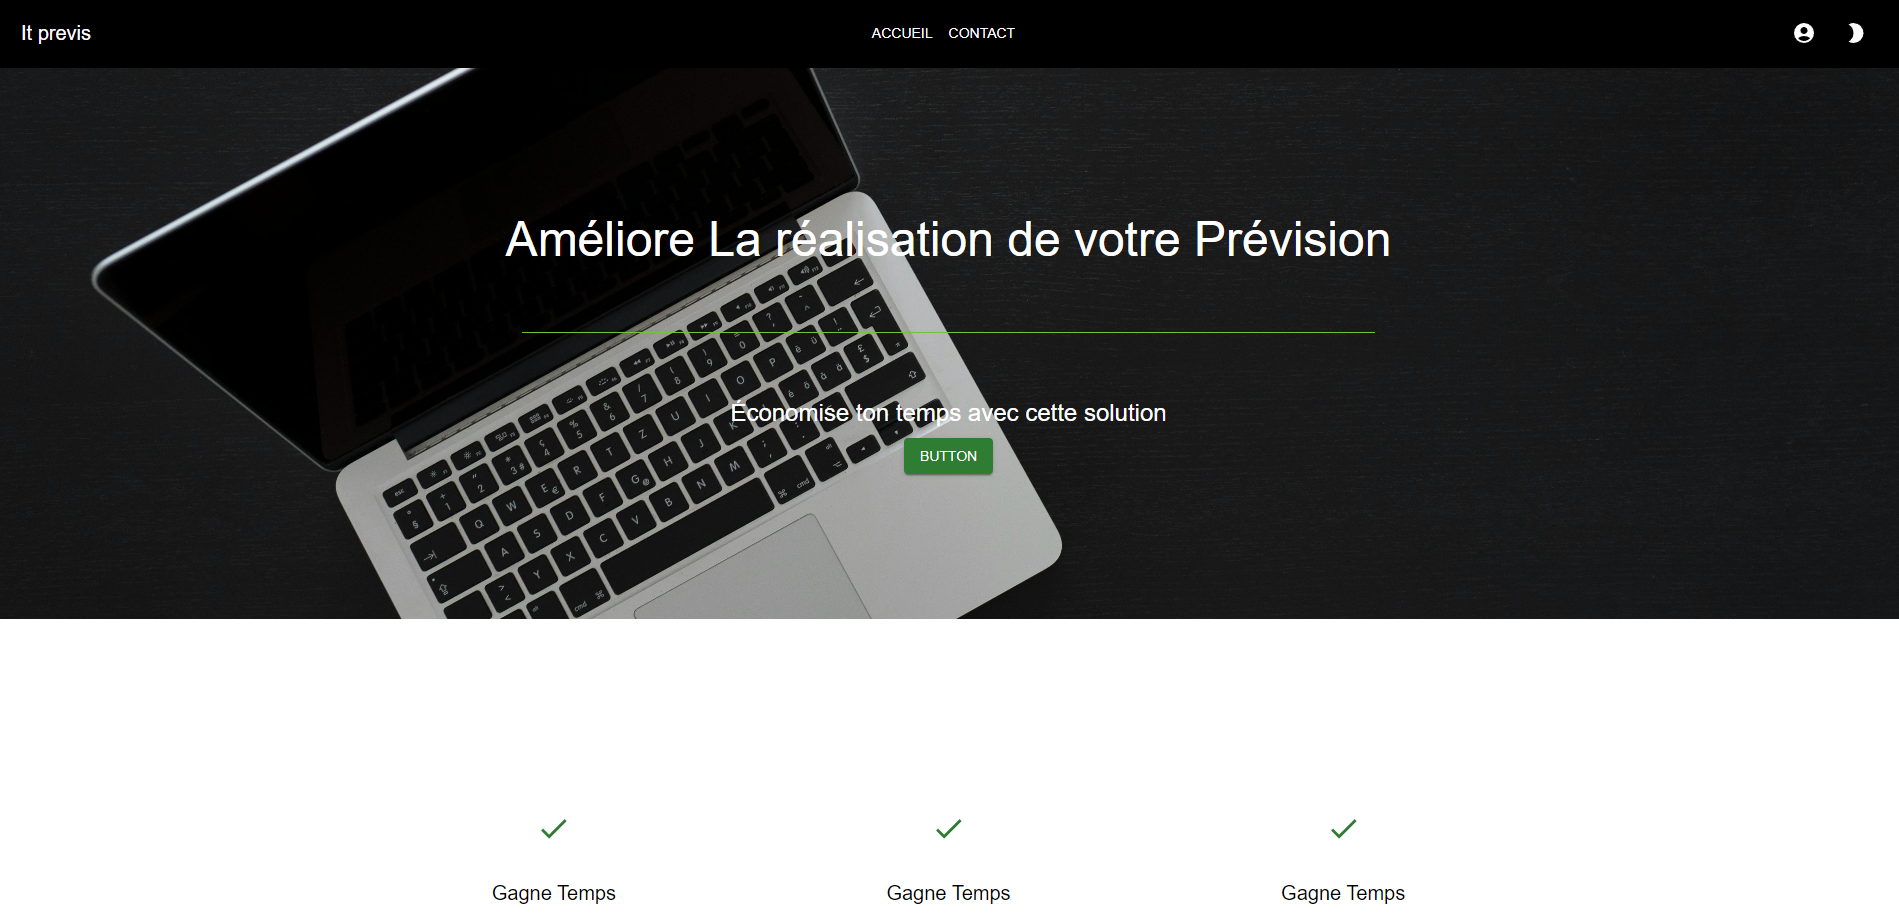 It previs
ACCUEIL CONTACT
Améliore La réalisation de votre Prévision
Économise ton temps avec cette solution
BUTTON
Gagne Temps Gagne Temps Gagne Temps